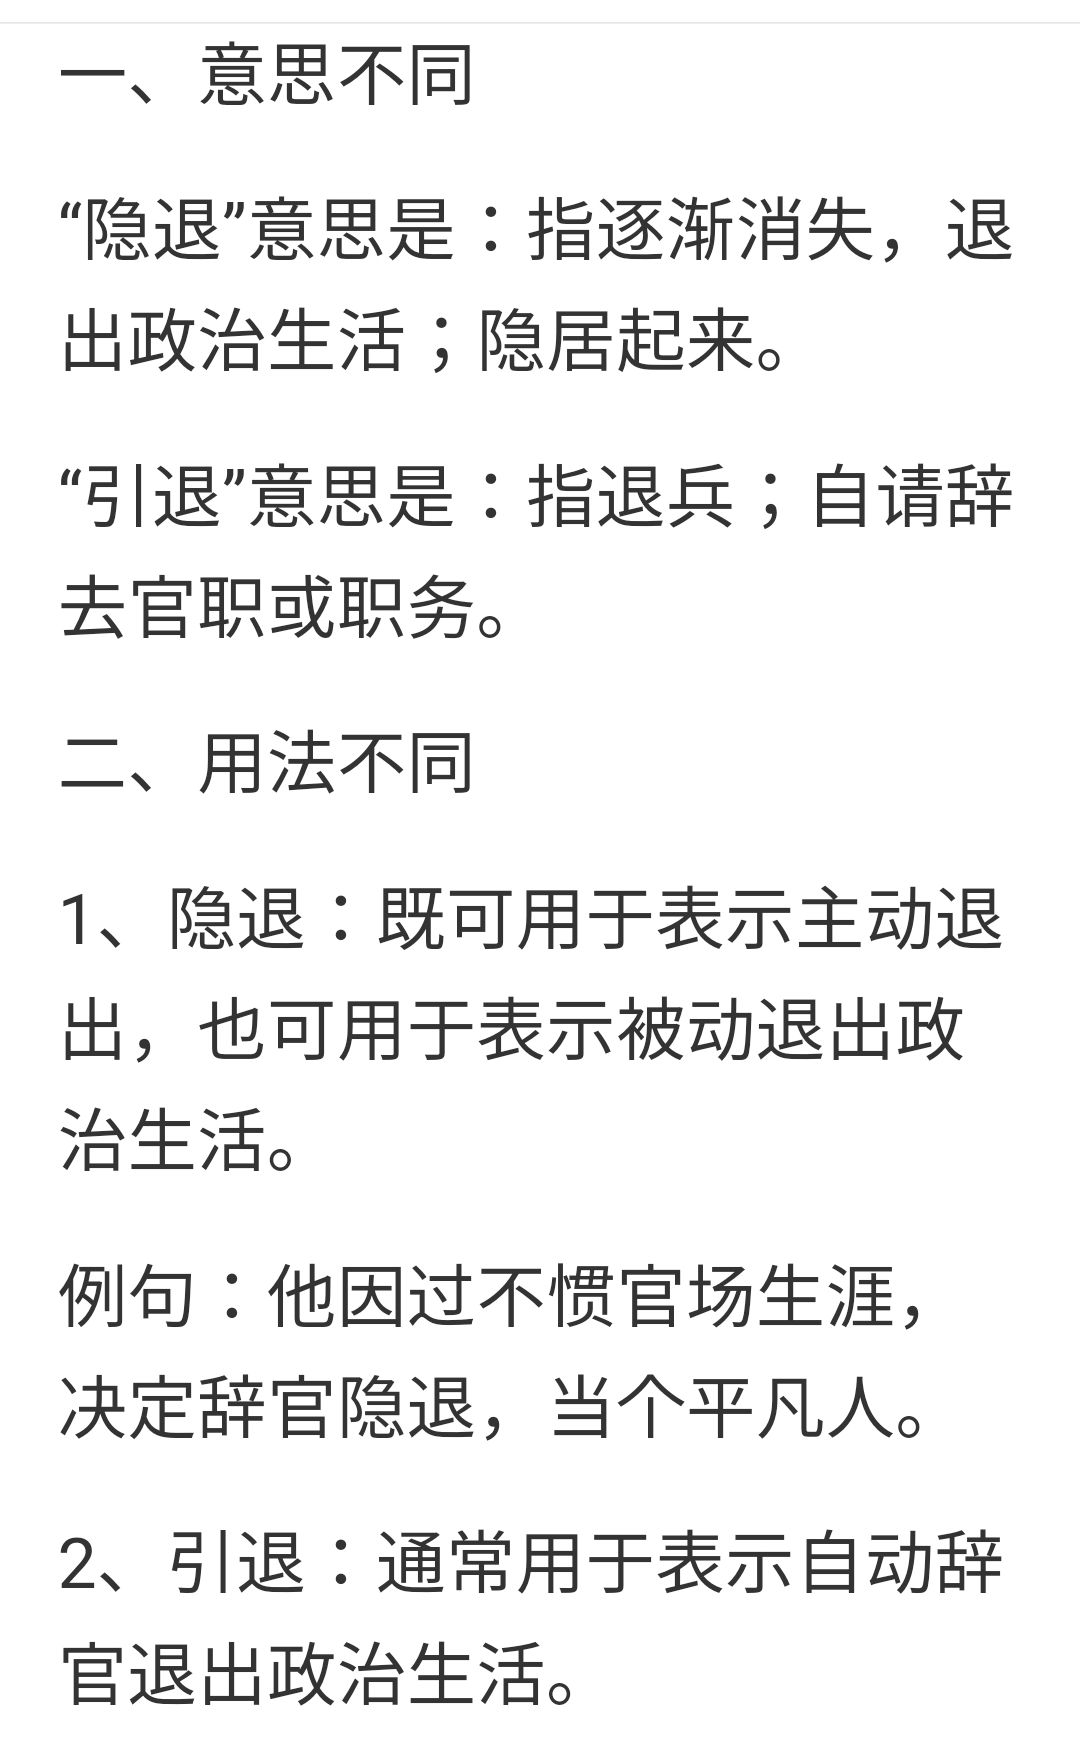 一、意思不同
“隐退”意思是：指逐渐消失，退
出政治生活；隐居起来。
“引退”意思是：指退兵；自请辞
去官职或职务。
二、用法不同
1、隐退：既可用于表示主动退
出，也可用于表示被动退出政
治生活。
例句：他因过不惯官场生涯，
决定辞官隐退，当个平凡人。
2、引退：通常用于表示自动辞
官退出政治生活。